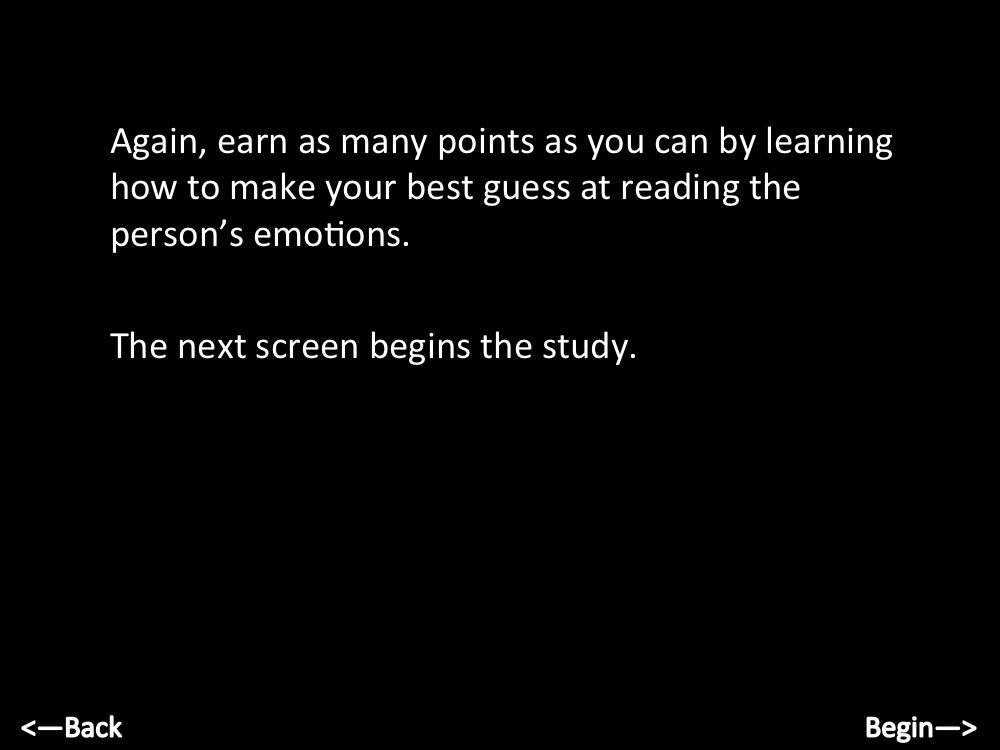 Again, earn as many points as you can by learning
how to make your best guess at reading the
person’s emotions.
The next screen begins the study.
<—Back
Begin—>